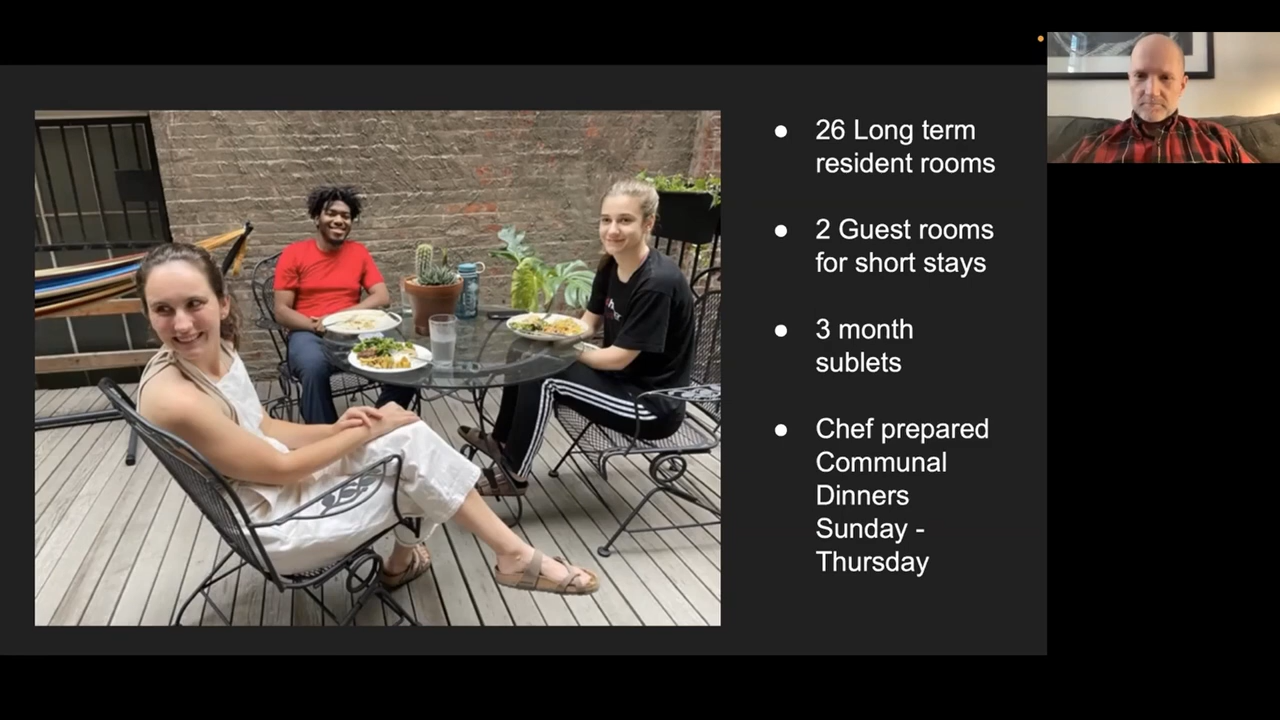 26 Long term
resident rooms
2 Guest rooms
for short stays
3 month
sublets
Chef prepared
Communal
Dinners
Sunday -
Thursday